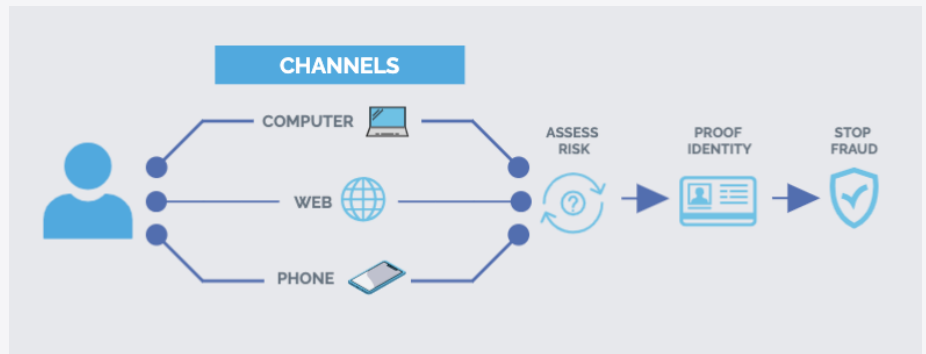 CHANNELS
COMPUTER
WEB
PHONE
ASSESS
RISK
?
PROOF
IDENTITY
STOP
FRAUD